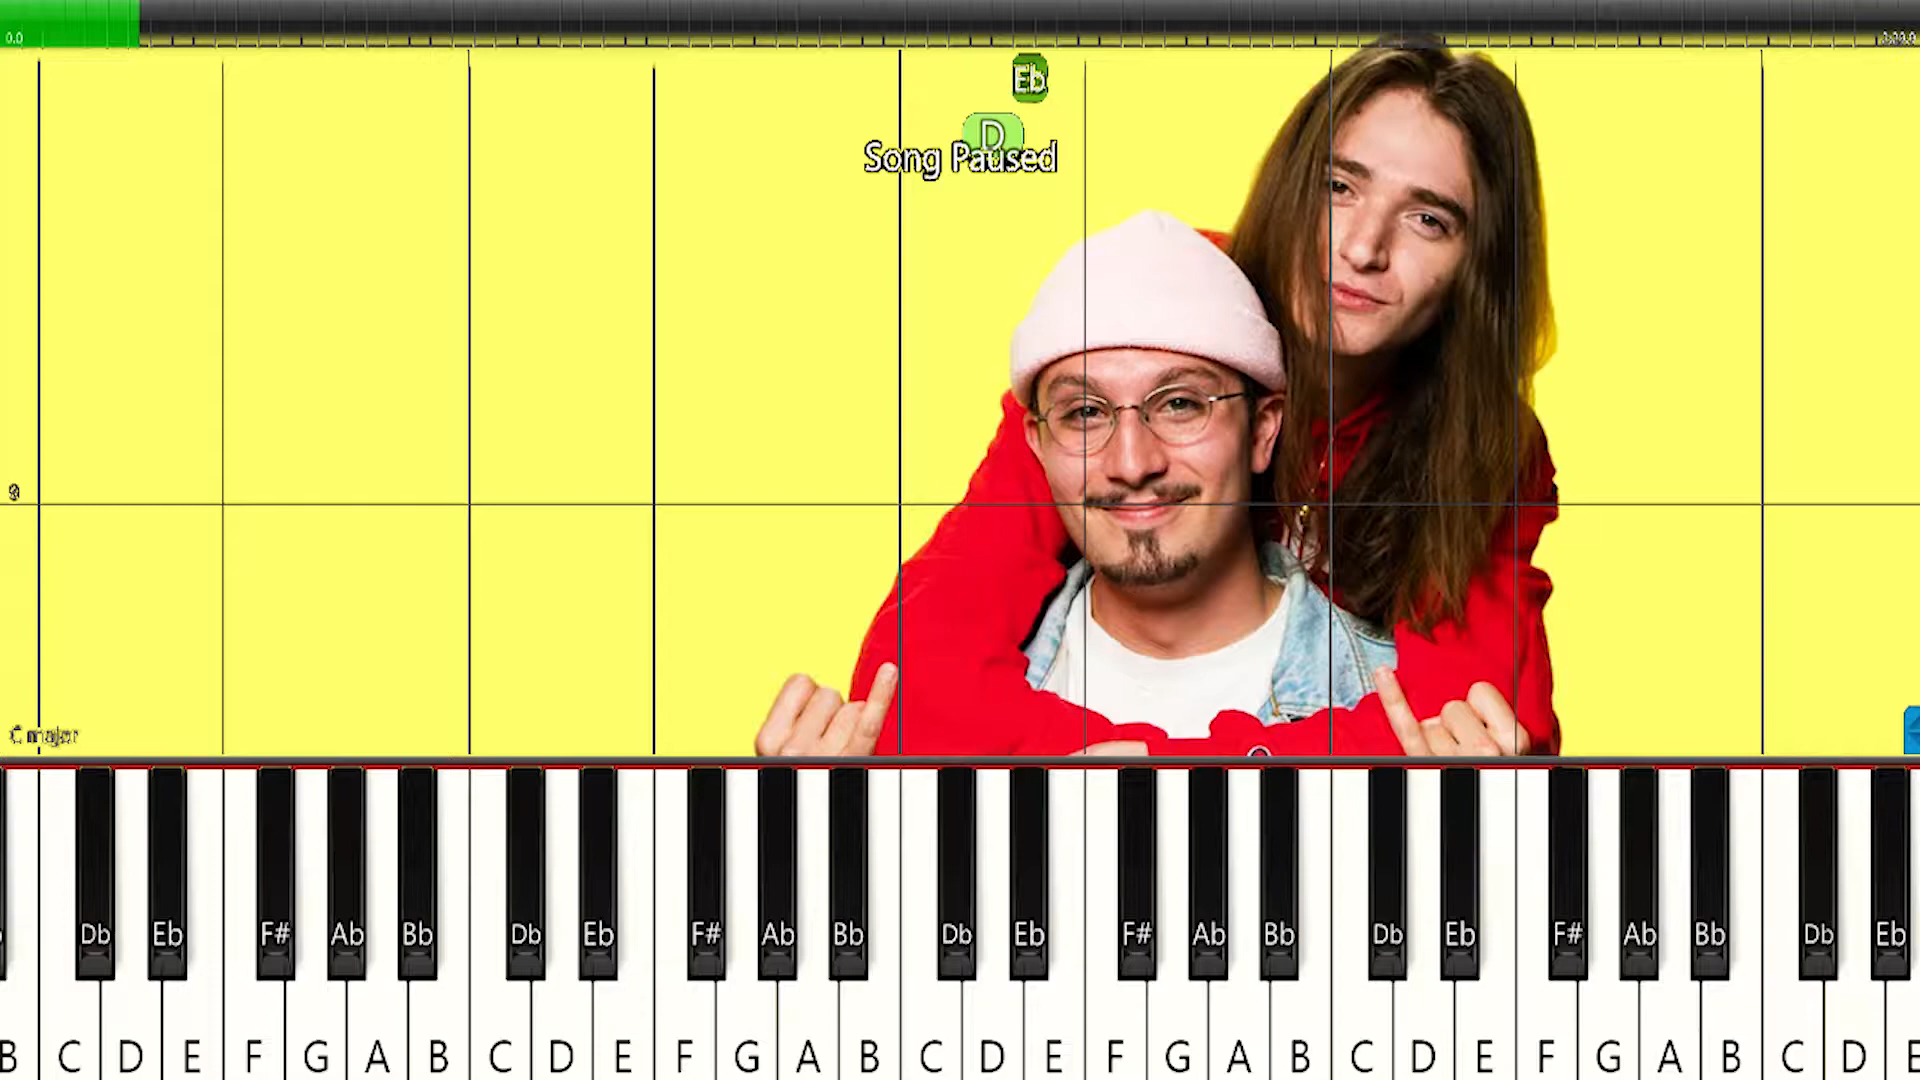 0.0
Eb
D
Song Paused
9
C major
Db Eb F# Ab Bb Db Eb F# Ab Bb Db Eb F# Ab Bb Db Eb F# Ab Bb Db Eb
B C D E F G A B C D E F G A B C D E F G A B C D E F G A B C D E